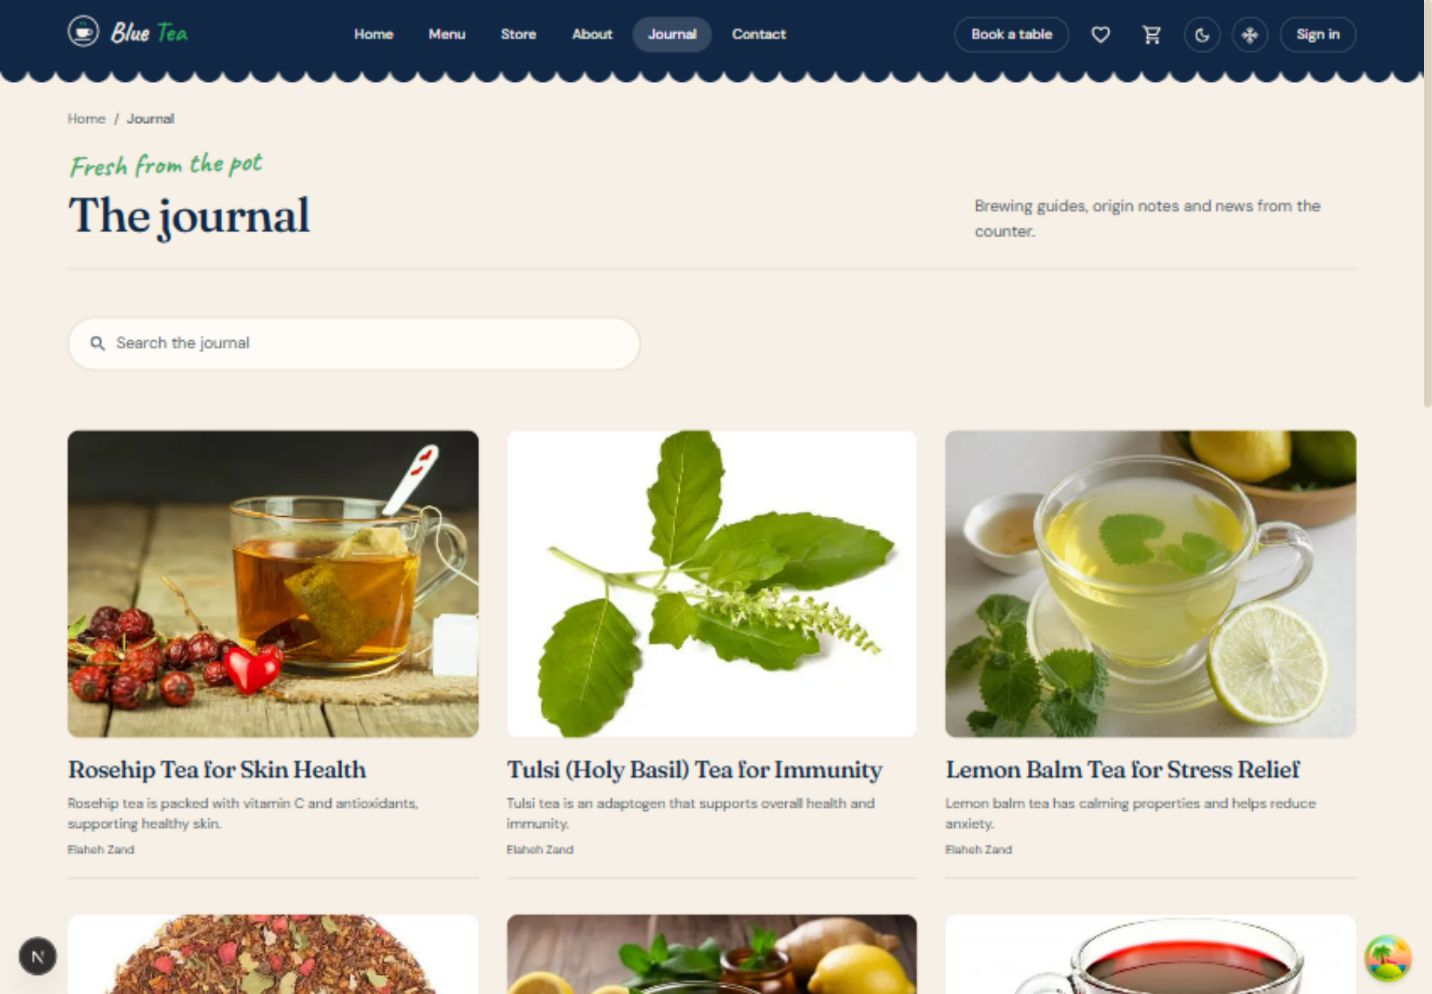 Blue Tea
Home
Menu
Store
About
Journal
Contact
Book a table
Sign in
Home / Journal
Fresh from the pot
The journal
Brewing guides, origin notes and news from the
counter.
Search the journal
Rosehip Tea for Skin Health
Rosehip tea is packed with vitamin C and antioxidants,
supporting healthy skin.
Elaheh Zand
Tulsi (Holy Basil) Tea for Immunity
Tulsi tea is an adaptogen that supports overall health and
immunity.
Elaheh Zand
Lemon Balm Tea for Stress Relief
Lemon balm tea has calming properties and helps reduce
anxiety.
Elaheh Zand
N